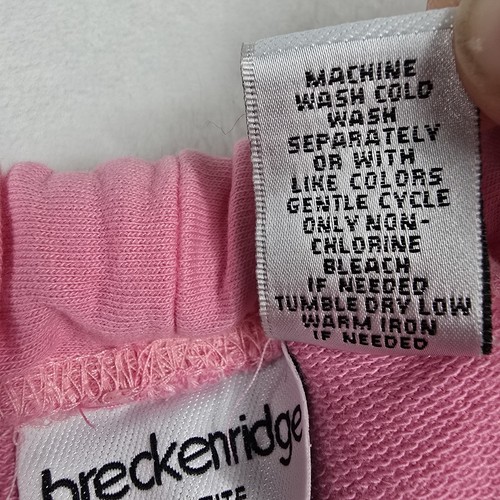 MACHINE
WASH COLD
WASH
SEPARATELY
OR WITH
LIKE COLORS
GENTLE CYCLE
ONLY NON-
CHLORINE
BLEACH
IF NEEDED
TUMBLE DRY LOW
WARM IRON
IF NEEDED
breckenridge